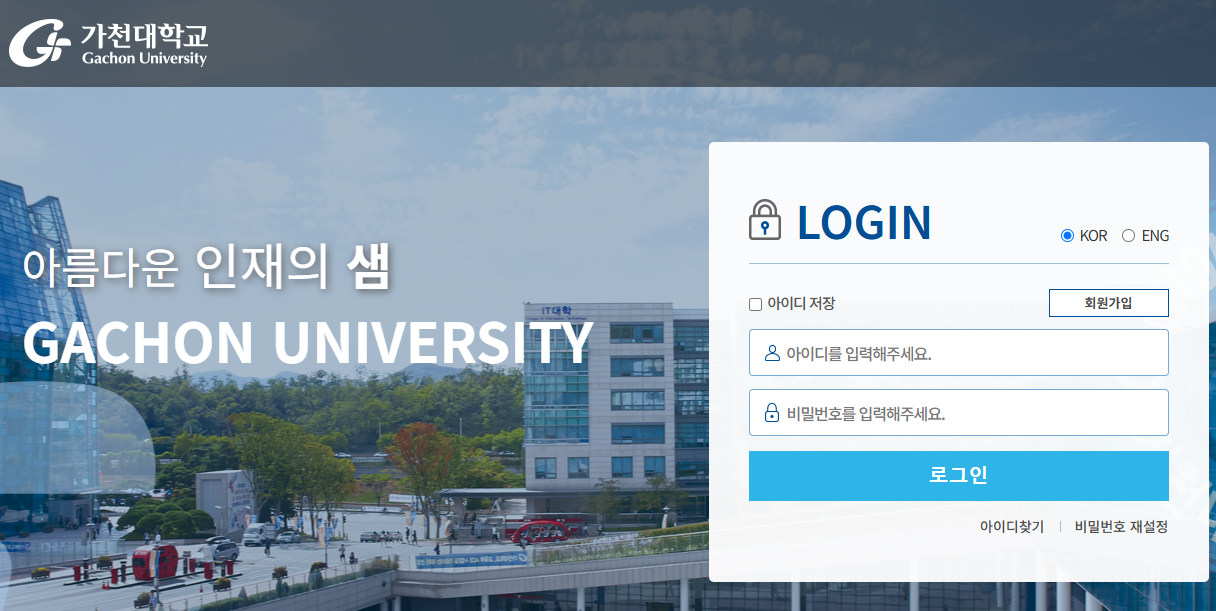 가천대학교
Gachon University
아름다운 인재의 샘
GACHON UNIVERSITY
IT대학
LOGIN
KOR ENG
아이디 저장
회원가입
아이디를 입력해주세요.
비밀번호를 입력해주세요.
로그인
아이디찾기 | 비밀번호 재설정